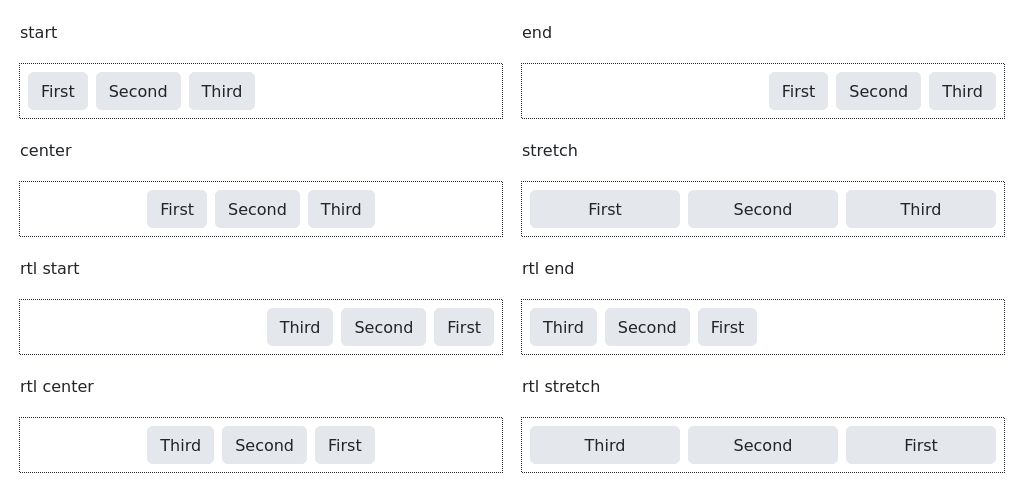 start
end
First Second Third
First Second Third
center
stretch
First Second Third
First Second Third
rtl start
rtl end
Third Second First
Third Second First
rtl center
rtl stretch
Third Second First
Third Second First